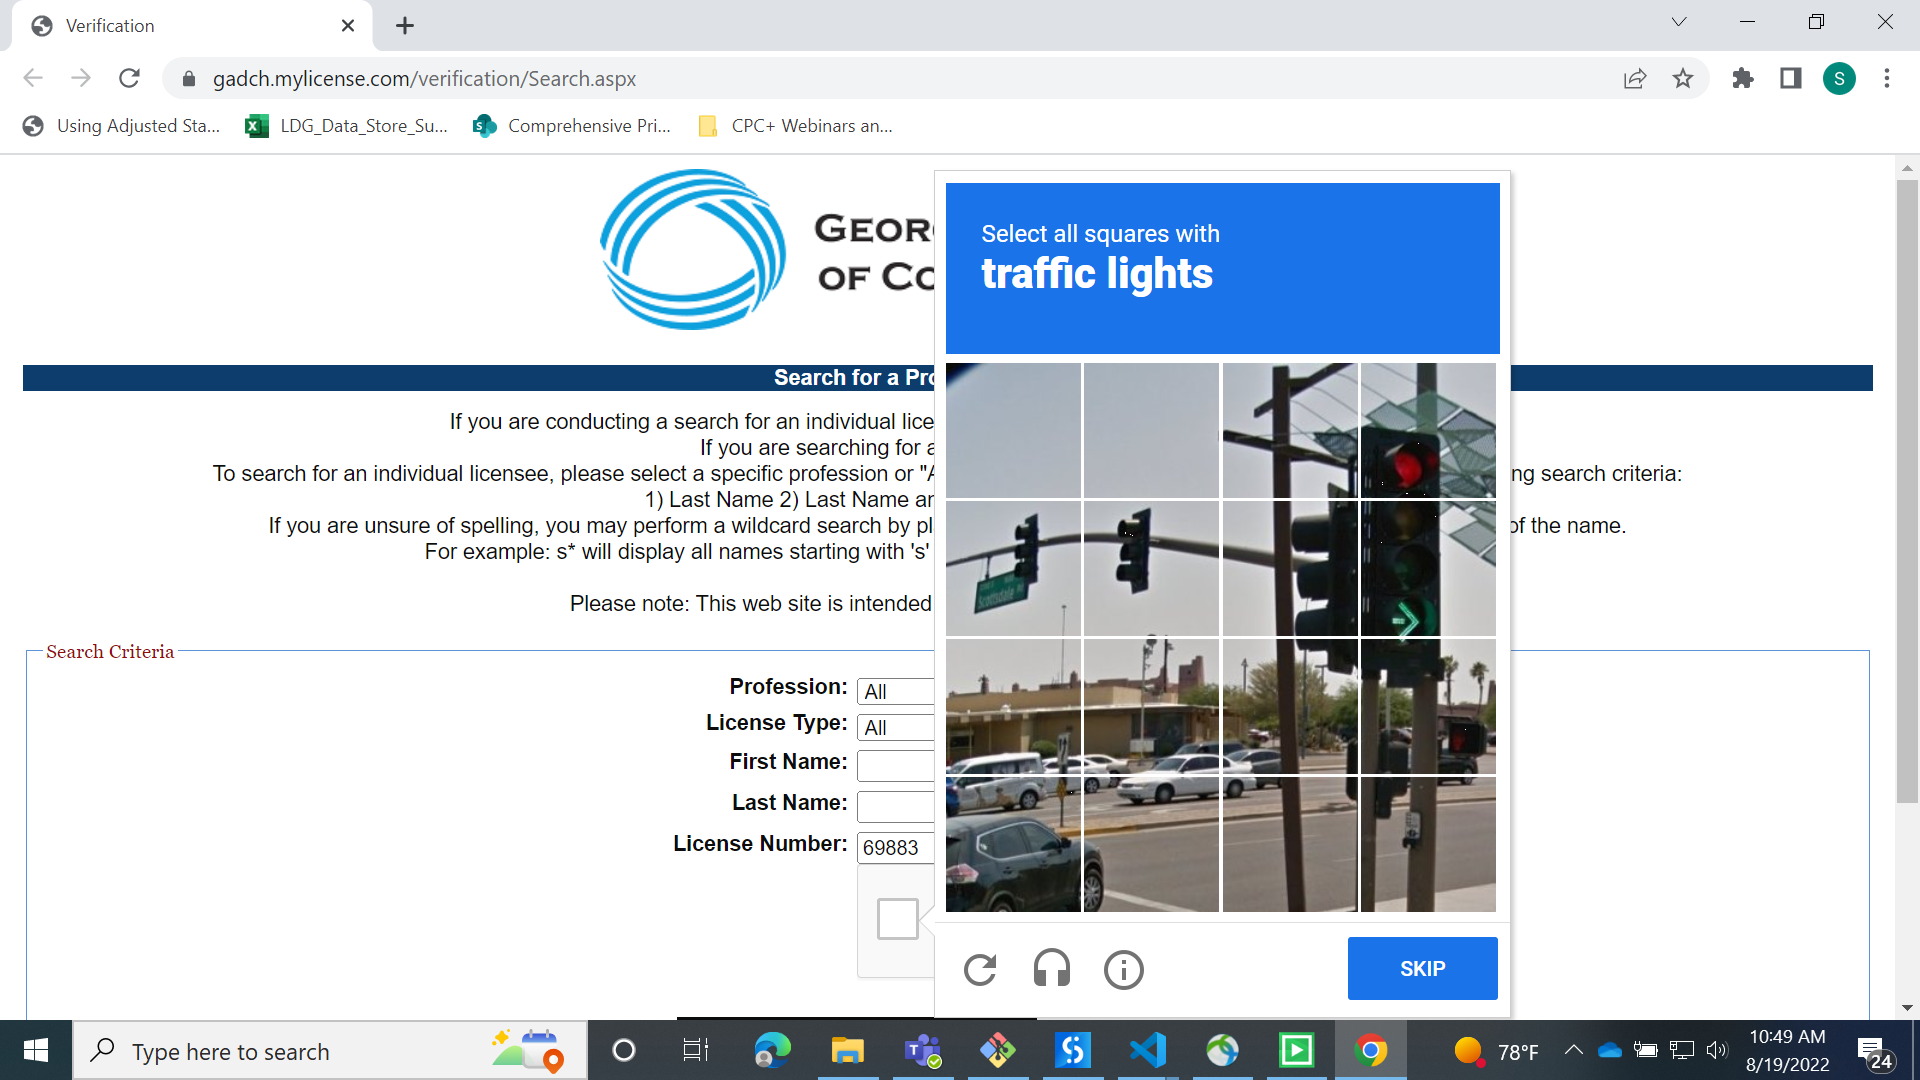 Verification
gadch.mylicense.com/verification/Search.aspx
S
Using Adjusted Sta...
LDG_Data_Store_Su...
Comprehensive Pri...
CPC+ Webinars an...
GEOR
OF CO
Select all squares with
traffic lights
Search for a Pro
If you are conducting a search for an individual lice
If you are searching for a
To search for an individual licensee, please select a specific profession or "A
ng search criteria:
1) Last Name 2) Last Name an
If you are unsure of spelling, you may perform a wildcard search by pl
of the name.
For example: s* will display all names starting with 's'
Please note: This web site is intended
Scottsdale
Search Criteria
Profession:
All
License Type:
All
First Name:
Last Name:
License Number:
69883
SKIP
Type here to search
78°F
10:49 AM
8/19/2022
24